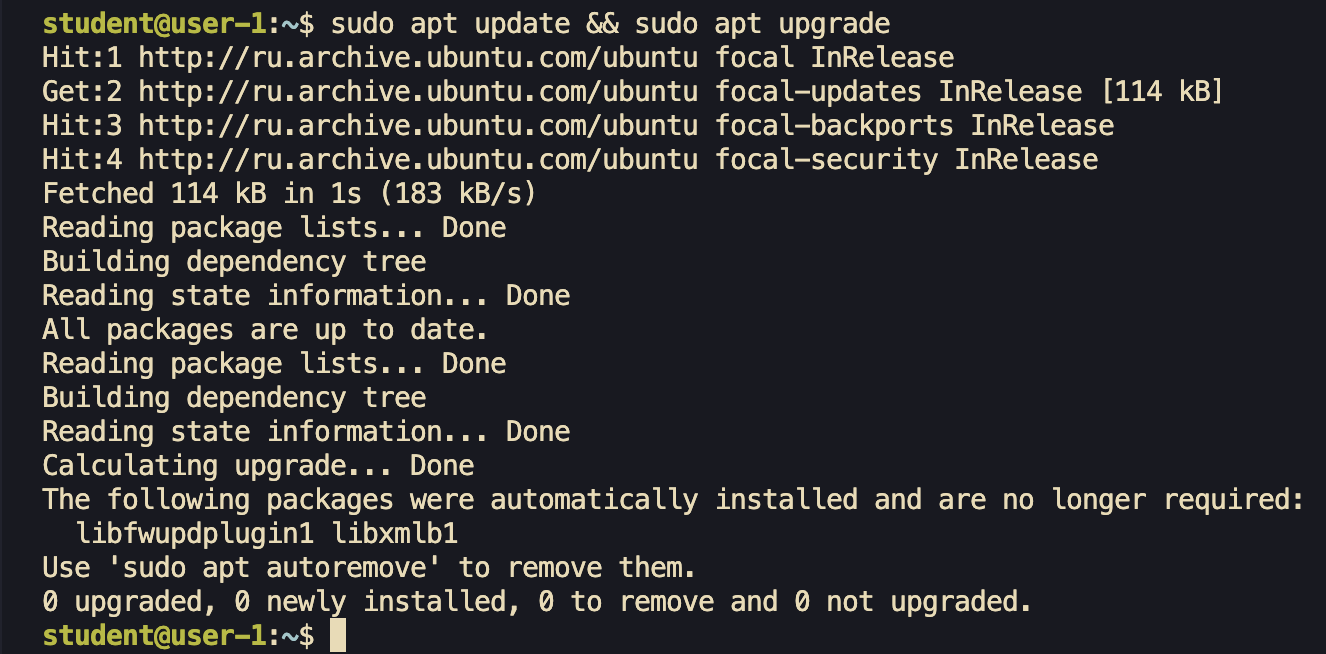 student@user-1:~$ sudo apt update && sudo apt upgrade
Hit:1 http://ru.archive.ubuntu.com/ubuntu focal InRelease
Get:2 http://ru.archive.ubuntu.com/ubuntu focal-updates InRelease [114 kB]
Hit:3 http://ru.archive.ubuntu.com/ubuntu focal-backports InRelease
Hit:4 http://ru.archive.ubuntu.com/ubuntu focal-security InRelease
Fetched 114 kB in 1s (183 kB/s)
Reading package lists... Done
Building dependency tree
Reading state information... Done
All packages are up to date.
Reading package lists... Done
Building dependency tree
Reading state information... Done
Calculating upgrade... Done
The following packages were automatically installed and are no longer required:
  libfwupdplugin1 libxmlb1
Use 'sudo apt autoremove' to remove them.
0 upgraded, 0 newly installed, 0 to remove and 0 not upgraded.
student@user-1:~$